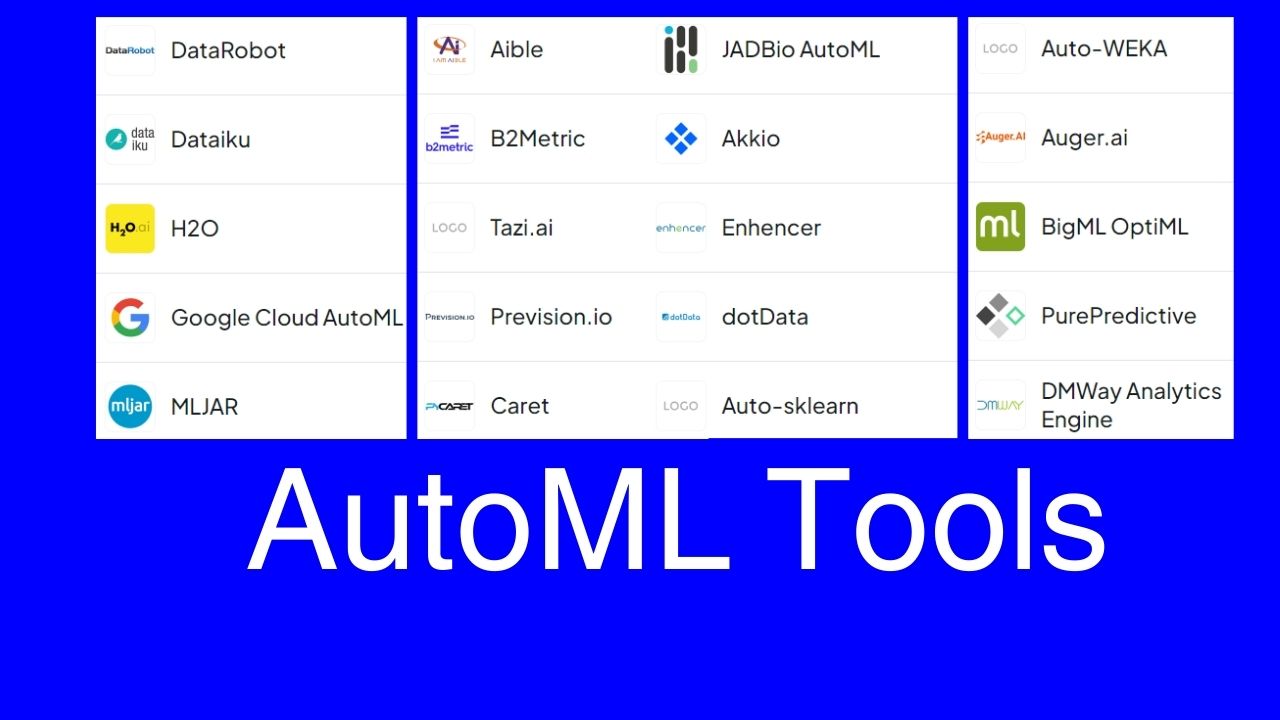 DataRobot DataRobot
data iku Dataiku
H2O.ai H2O
Google Cloud AutoML
mljar MLJAR
Ai I AM AIBLE Aible
JADBio AutoML
b2metric B2Metric
Akkio
LOGO Tazi.ai
enhencer Enhencer
PREVISION.IO Prevision.io
dotData dotData
PYCARET Caret
LOGO Auto-sklearn
LOGO Auto-WEKA
Auger.AI Auger.ai
ml BigML OptiML
PurePredictive
DMWAY DMWay Analytics
Engine
AutoML Tools